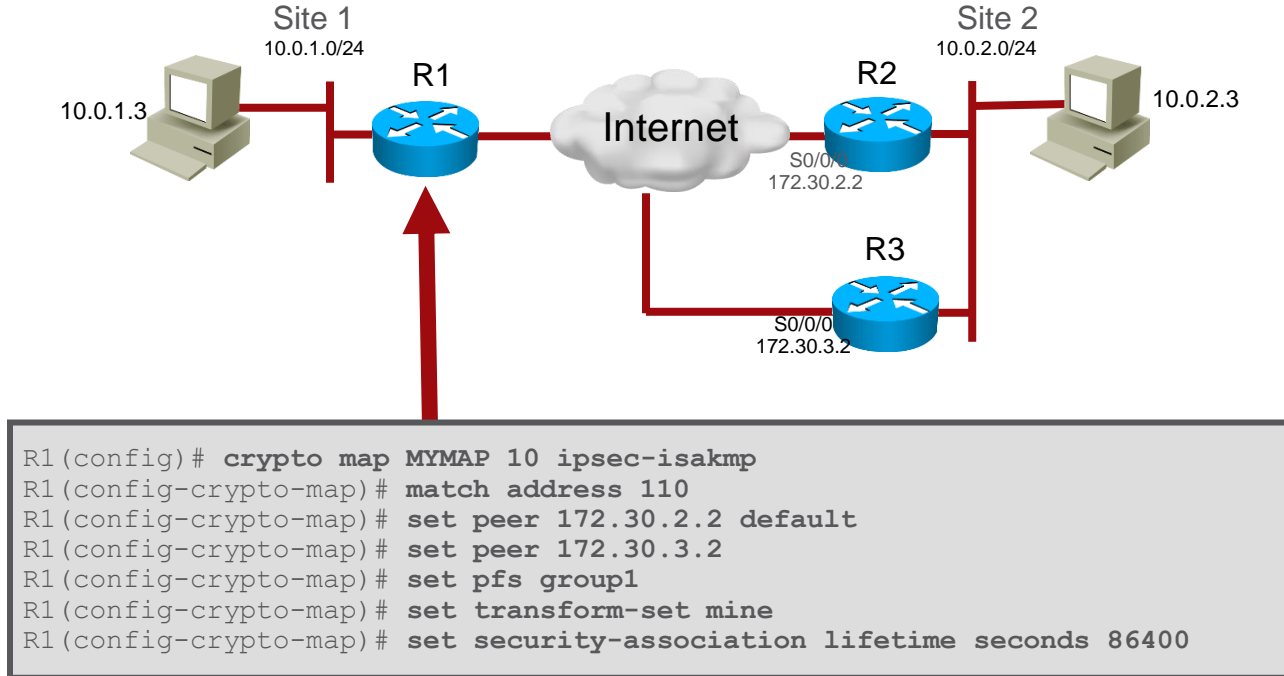 Site 1
10.0.1.0/24
Site 2
10.0.2.0/24
R1
R2
10.0.1.3
Internet
10.0.2.3
S0/0/0
172.30.2.2
R3
S0/0/0
172.30.3.2
R1(config)# crypto map MYMAP 10 ipsec-isakmp
R1(config-crypto-map)# match address 110
R1(config-crypto-map)# set peer 172.30.2.2 default
R1(config-crypto-map)# set peer 172.30.3.2
R1(config-crypto-map)# set pfs group1
R1(config-crypto-map)# set transform-set mine
R1(config-crypto-map)# set security-association lifetime seconds 86400